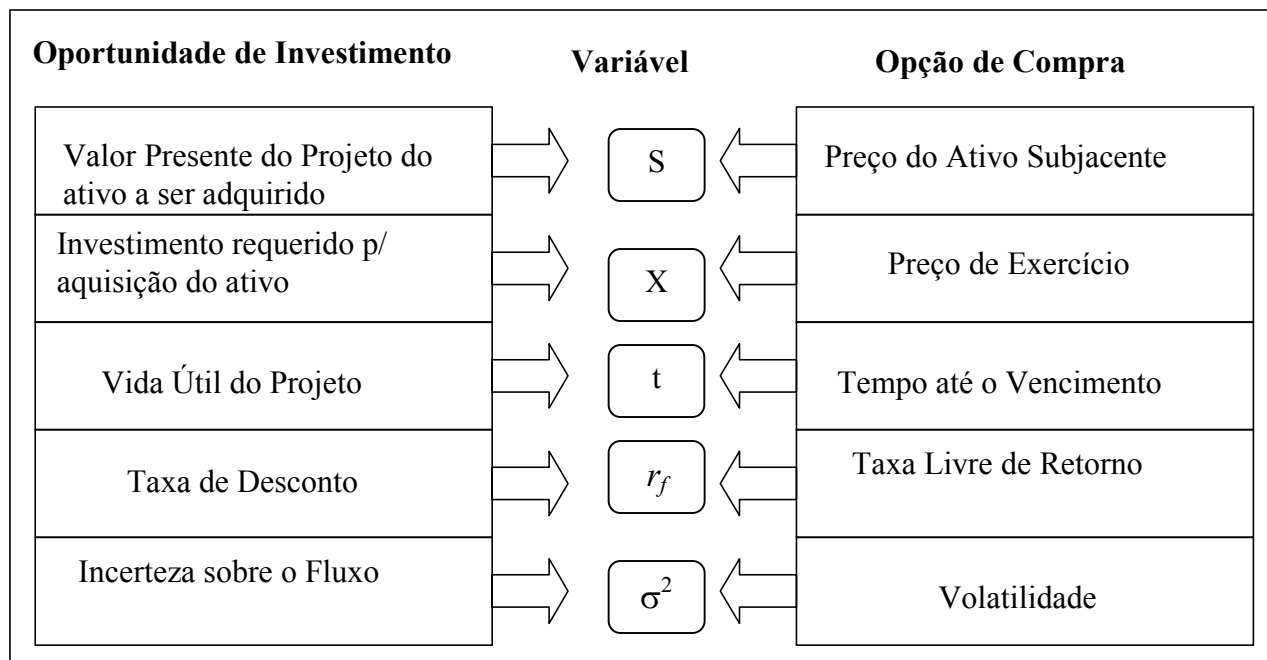 Oportunidade de Investimento
Variável
Opção de Compra
Valor Presente do Projeto do
ativo a ser adquirido
S
Preço do Ativo Subjacente
Investimento requerido p/
aquisição do ativo
X
Preço de Exercício
Vida Útil do Projeto
t
Tempo até o Vencimento
Taxa de Desconto
r_f
Taxa Livre de Retorno
Incerteza sobre o Fluxo
σ²
Volatilidade